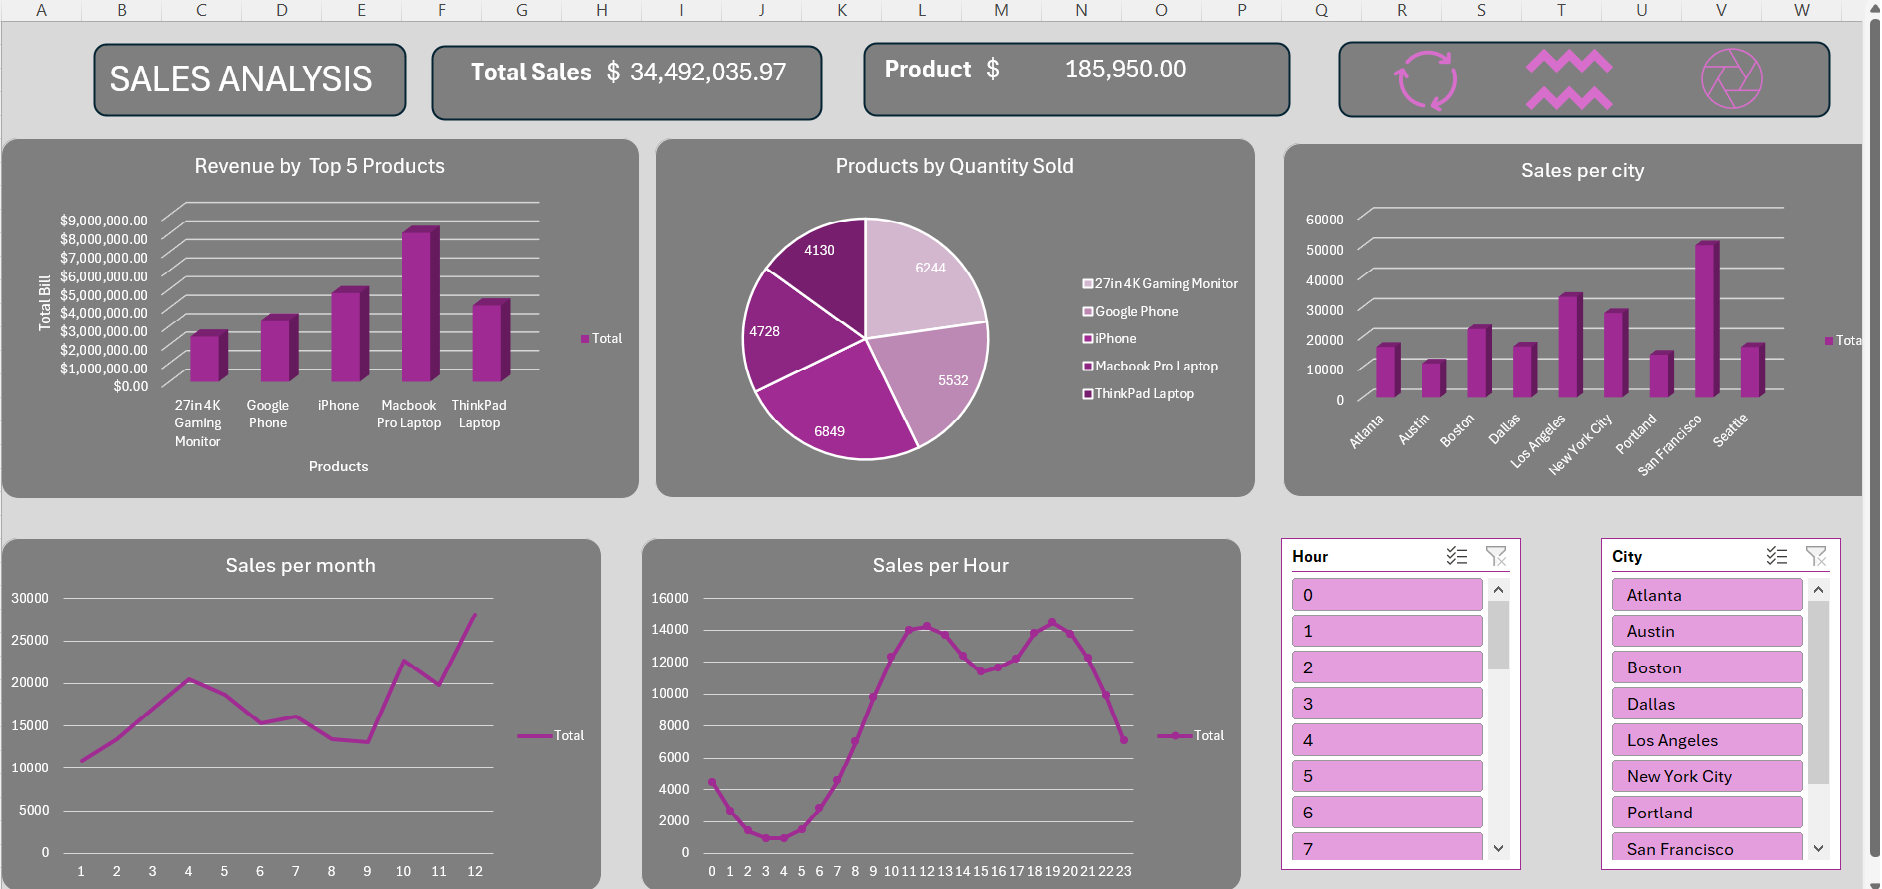 A B C D E F G H I J K L M N O P Q R S T U V W
SALES ANALYSIS
Total Sales $ 34,492,035.97
Product $ 185,950.00
Revenue by Top 5 Products
$9,000,000.00
$8,000,000.00
$7,000,000.00
$6,000,000.00
$5,000,000.00
$4,000,000.00
$3,000,000.00
$2,000,000.00
$1,000,000.00
$0.00
Total Bill
27in 4K
Gaming
Monitor
Google
Phone
iPhone
Macbook
Pro Laptop
ThinkPad
Laptop
Products
Total
Products by Quantity Sold
6244
5532
6849
4728
4130
27in 4K Gaming Monitor
Google Phone
iPhone
Macbook Pro Laptop
ThinkPad Laptop
Sales per city
60000
50000
40000
30000
20000
10000
0
Atlanta
Austin
Boston
Dallas
Los Angeles
New York City
Portland
San Francisco
Seattle
Tota
Sales per month
30000
25000
20000
15000
10000
5000
0
1 2 3 4 5 6 7 8 9 10 11 12
Total
Sales per Hour
16000
14000
12000
10000
8000
6000
4000
2000
0
0 1 2 3 4 5 6 7 8 9 10 11 12 13 14 15 16 17 18 19 20 21 22 23
Total
Hour
0
1
2
3
4
5
6
7
City
Atlanta
Austin
Boston
Dallas
Los Angeles
New York City
Portland
San Francisco